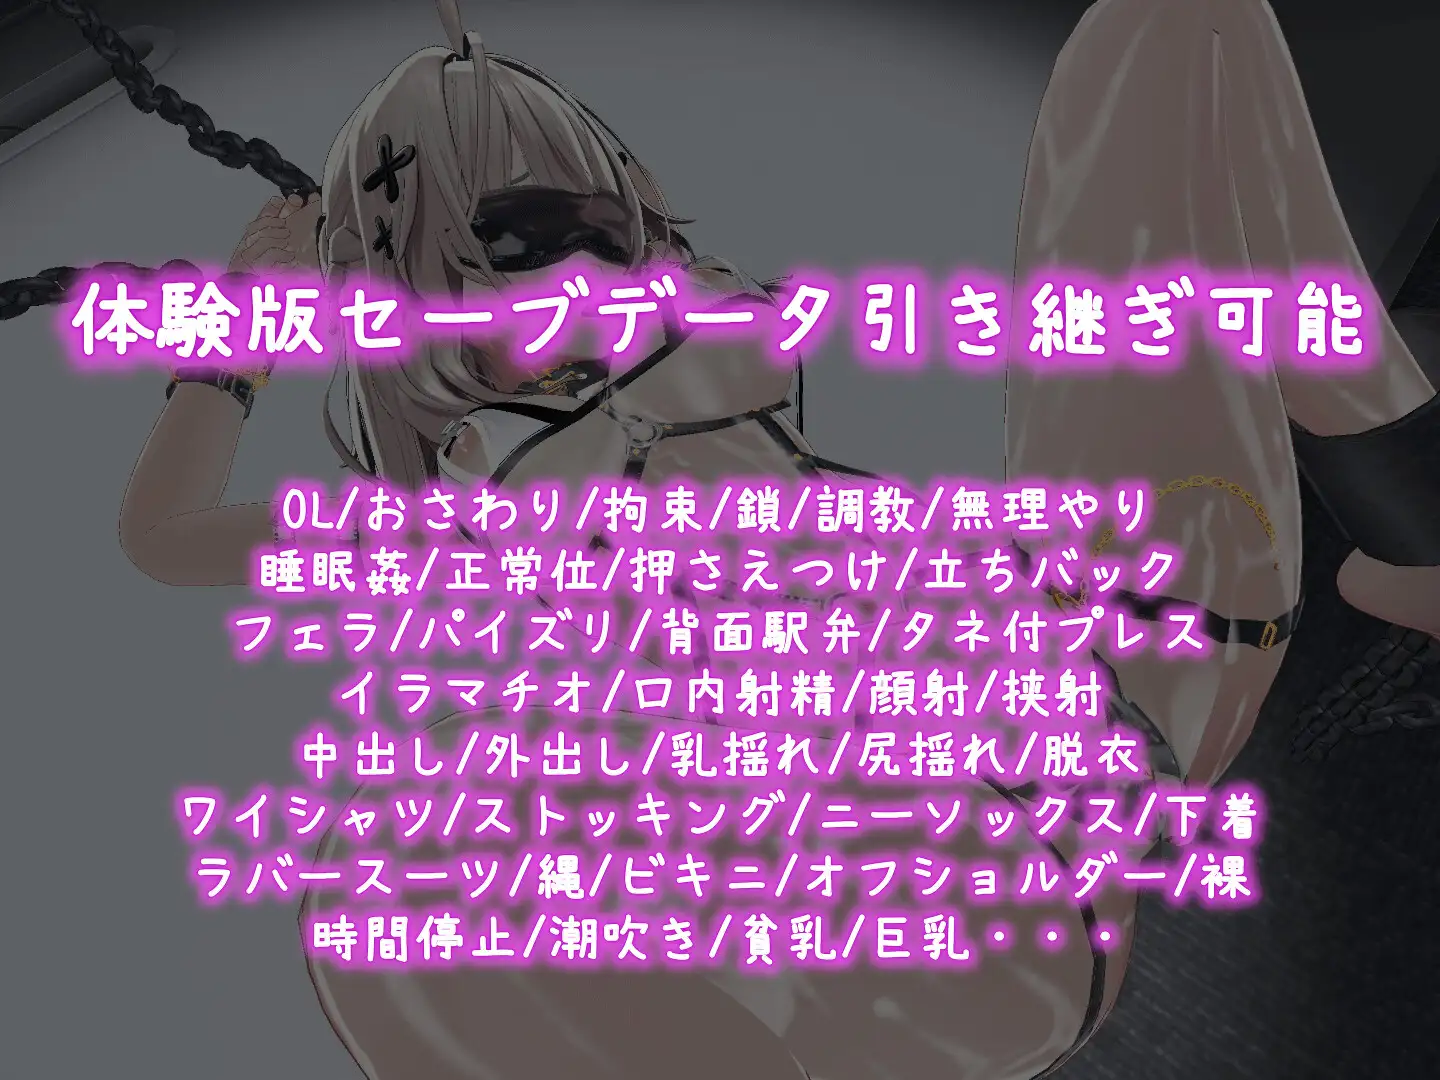 体験版セーブデータ引き継ぎ可能
OL/おさわり/拘束/鎖/調教/無理やり
睡眠姦/正常位/押さえつけ/立ちバック
フェラ/パイズリ/背面駅弁/タネ付プレス
イラマチオ/口内射精/顔射/挟射
中出し/外出し/乳揺れ/尻揺れ/脱衣
ワイシャツ/ストッキング/ニーソックス/下着
ラバースーツ/縄/ビキニ/オフショルダー/裸
時間停止/潮吹き/貧乳/巨乳・・・